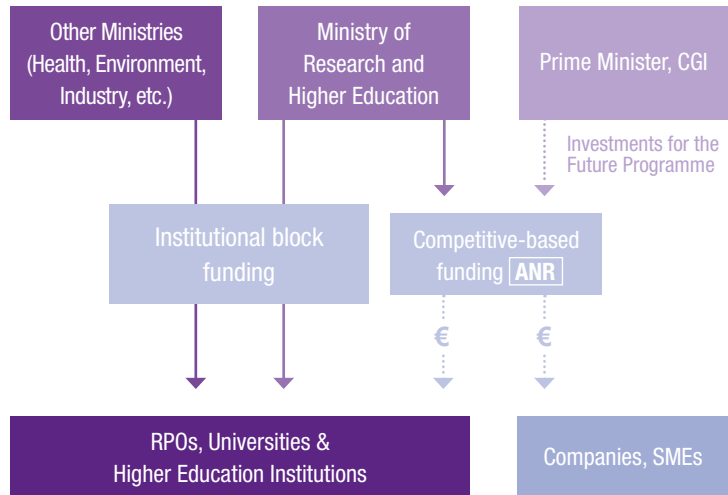 Other Ministries
(Health, Environment,
Industry, etc.)
Ministry of
Research and
Higher Education
Prime Minister, CGI
Investments for the
Future Programme
Institutional block
funding
Competitive-based
funding ANR
€
€
RPOs, Universities &
Higher Education Institutions
Companies, SMEs